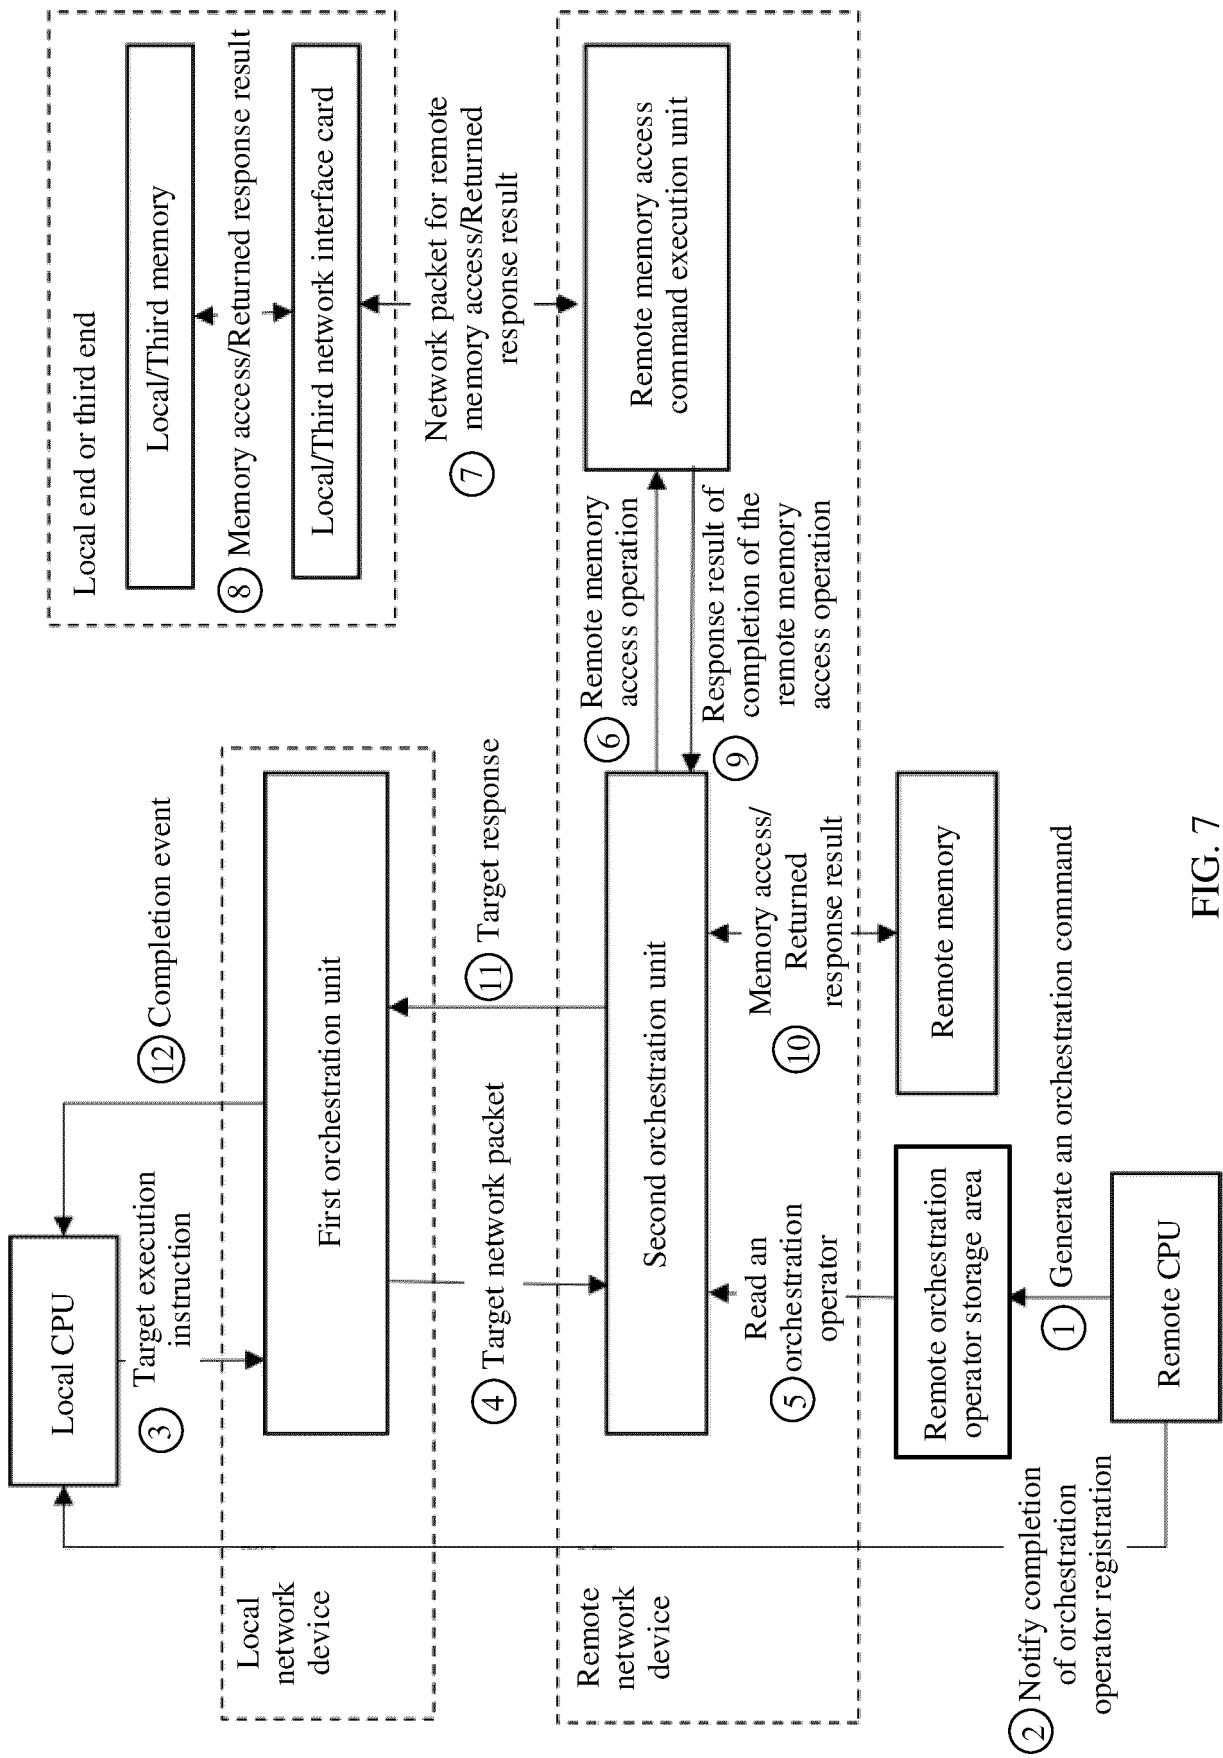 Local CPU
③
Target execution
instruction
⑫ Completion event
Local
network
device
First orchestration unit
④ Target network packet
⑪ Target response
Local end or third end
Local/Third memory
⑧ Memory access/Returned response result
Local/Third network interface card
⑦
Network packet for remote
memory access/Returned
response result
Remote
network
device
Second orchestration unit
⑥
Remote memory
access operation
⑨
Response result of
completion of the
remote memory
access operation
Remote memory access
command execution unit
⑤
Read an
orchestration
operator
⑩
Memory access/
Returned
response result
Remote orchestration
operator storage area
Remote memory
② Notify completion
of orchestration
operator registration
① Generate an orchestration command
Remote CPU
FIG. 7